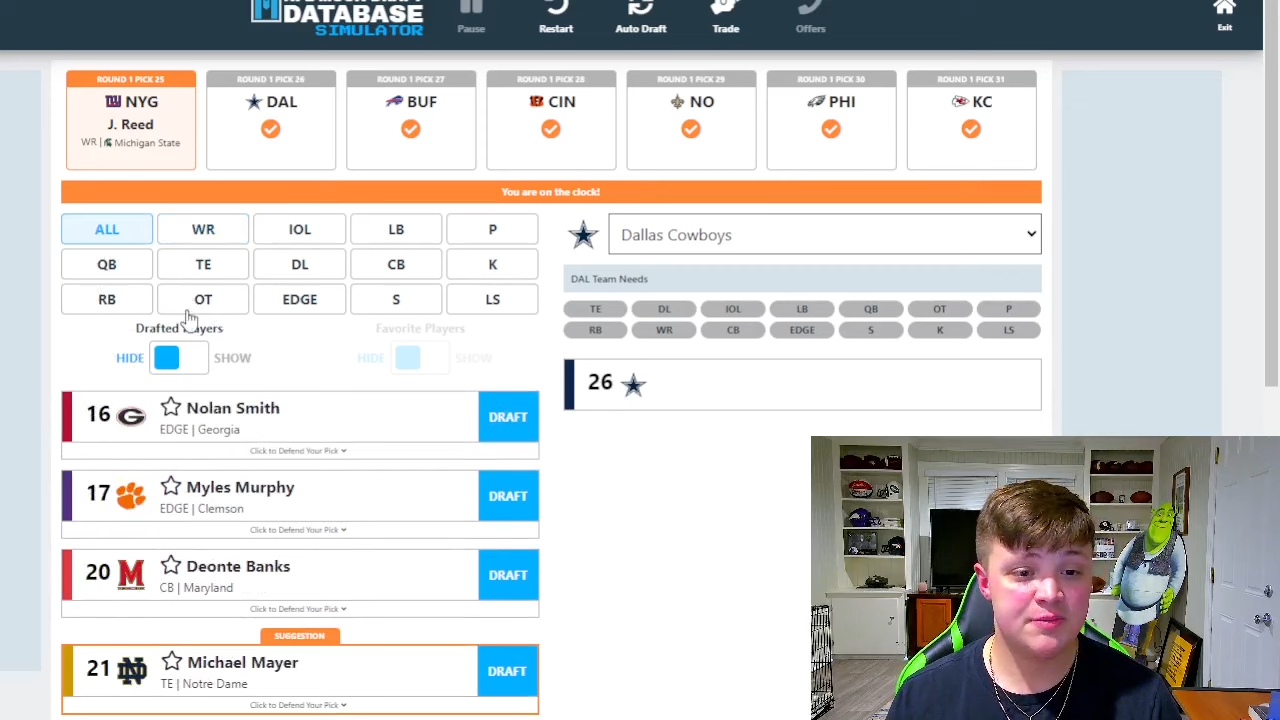 DATABASE
SIMULATOR
Pause
Restart
Auto Draft
Trade
Offers
Exit
ROUND 1 PICK 25
NYG
J. Reed
WR | Michigan State
ROUND 1 PICK 26
DAL
ROUND 1 PICK 27
BUF
ROUND 1 PICK 28
CIN
ROUND 1 PICK 29
NO
ROUND 1 PICK 30
PHI
ROUND 1 PICK 31
KC
You are on the clock!
ALL WR IOL LB P
QB TE DL CB K
RB OT EDGE S LS
Drafted Players
HIDE SHOW
Favorite Players
HIDE SHOW
16 Nolan Smith
EDGE | Georgia
DRAFT
Click to Defend Your Pick
17 Myles Murphy
EDGE | Clemson
DRAFT
Click to Defend Your Pick
20 Deonte Banks
CB | Maryland
DRAFT
Click to Defend Your Pick
SUGGESTION
21 Michael Mayer
TE | Notre Dame
DRAFT
Click to Defend Your Pick
Dallas Cowboys
DAL Team Needs
TE DL IOL LB QB OT P
RB WR CB EDGE S K LS
26